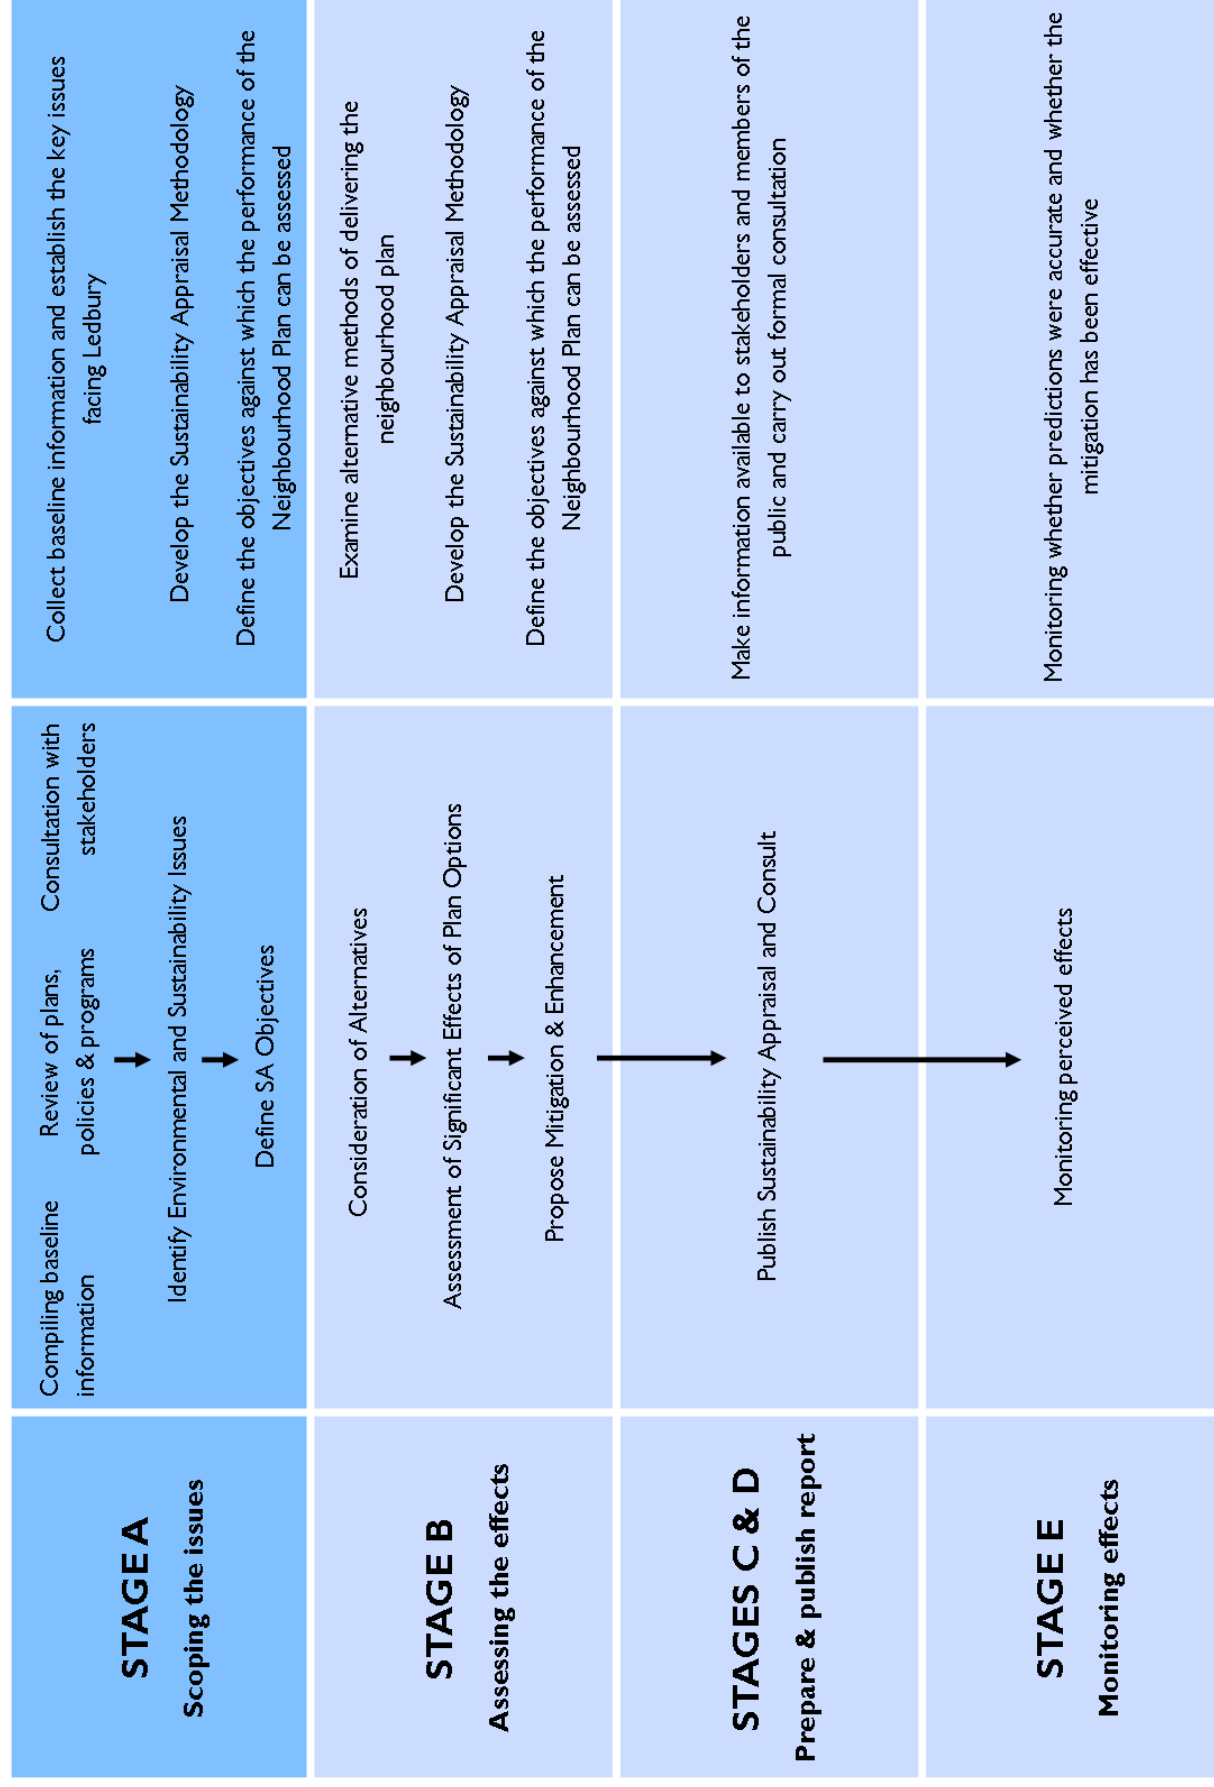 STAGE A
Scoping the issues
Compiling baseline
information
Review of plans,
policies & programs
Consultation with
stakeholders
Identify Environmental and Sustainability Issues
Define SA Objectives
Collect baseline information and establish the key issues
facing Ledbury
Develop the Sustainability Appraisal Methodology
Define the objectives against which the performance of the
Neighbourhood Plan can be assessed
STAGE B
Assessing the effects
Consideration of Alternatives
Assessment of Significant Effects of Plan Options
Propose Mitigation & Enhancement
Examine alternative methods of delivering the
neighbourhood plan
Develop the Sustainability Appraisal Methodology
Define the objectives against which the performance of the
Neighbourhood Plan can be assessed
STAGES C & D
Prepare & publish report
Publish Sustainability Appraisal and Consult
Make information available to stakeholders and members of the
public and carry out formal consultation
STAGE E
Monitoring effects
Monitoring perceived effects
Monitoring whether predictions were accurate and whether the
mitigation has been effective